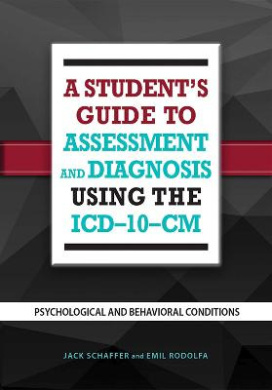 A STUDENT'S
GUIDE TO
ASSESSMENT
AND DIAGNOSIS
USING THE
ICD–10–CM
PSYCHOLOGICAL AND BEHAVIORAL CONDITIONS
JACK SCHAFFER AND EMIL RODOLFA